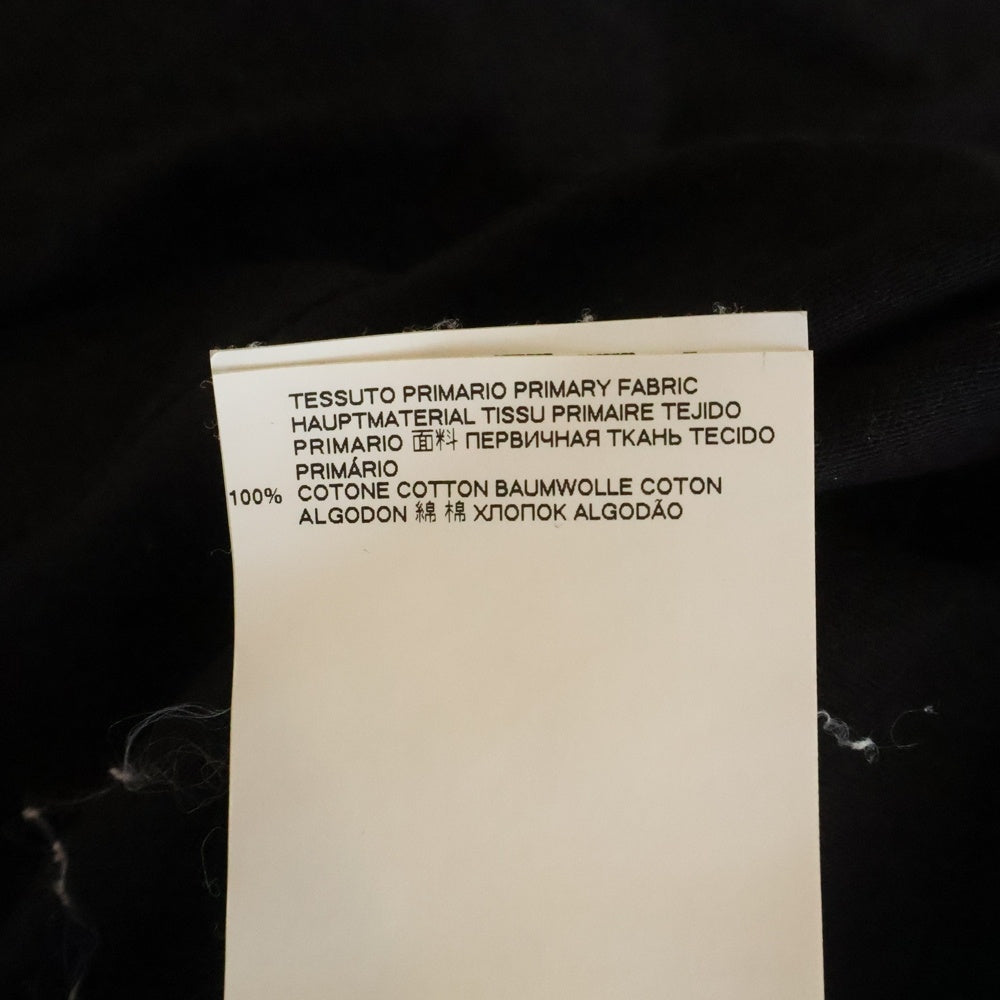 TESSUTO PRIMARIO PRIMARY FABRIC
HAUPTMATERIAL TISSU PRIMAIRE TEJIDO
PRIMARIO 面料 ПЕРВИЧНАЯ ТКАНЬ TECIDO
PRIMÁRIO
100% COTONE COTTON BAUMWOLLE COTON
ALGODON 綿 棉 ХЛОПОК ALGODÃO